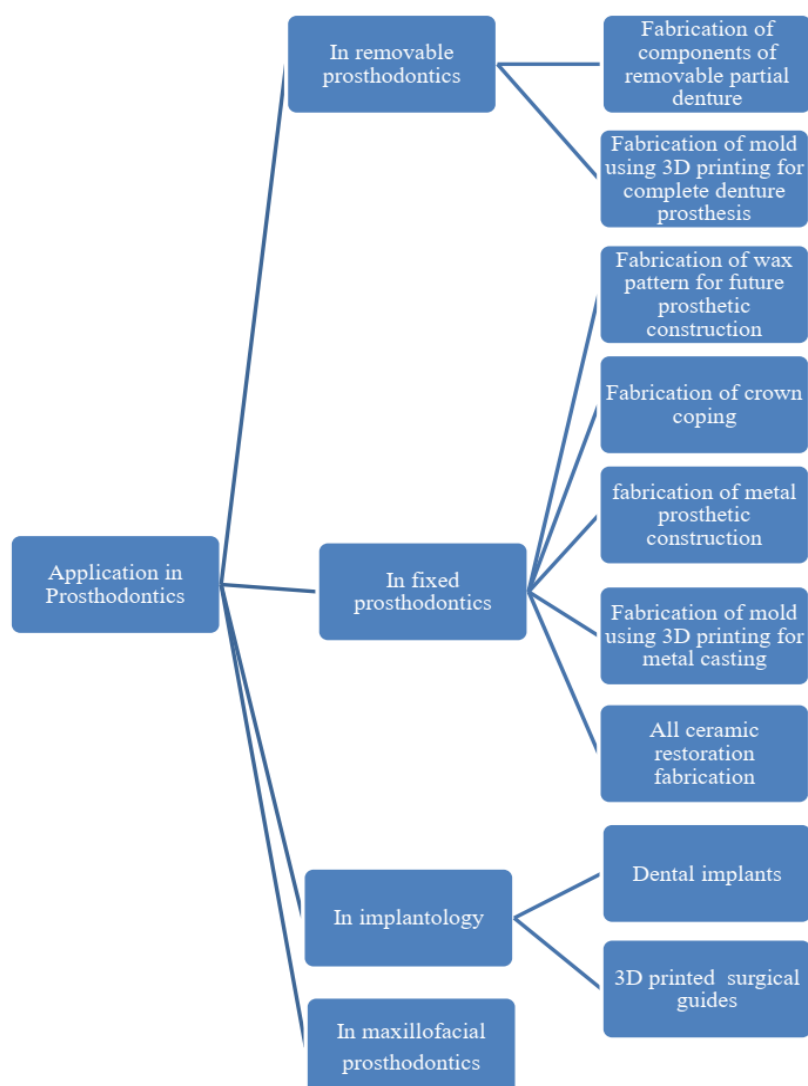 In removable
prosthodontics
Fabrication of
components of
removable partial
denture
Fabrication of mold
using 3D printing for
complete denture
prosthesis
Fabrication of wax
pattern for future
prosthetic
construction
Fabrication of crown
coping
fabrication of metal
prosthetic
construction
Application in
Prosthodontics
In fixed
prosthodontics
Fabrication of mold
using 3D printing for
metal casting
All ceramic
restoration
fabrication
In implantology
Dental implants
3D printed surgical
guides
In maxillofacial
prosthodontics